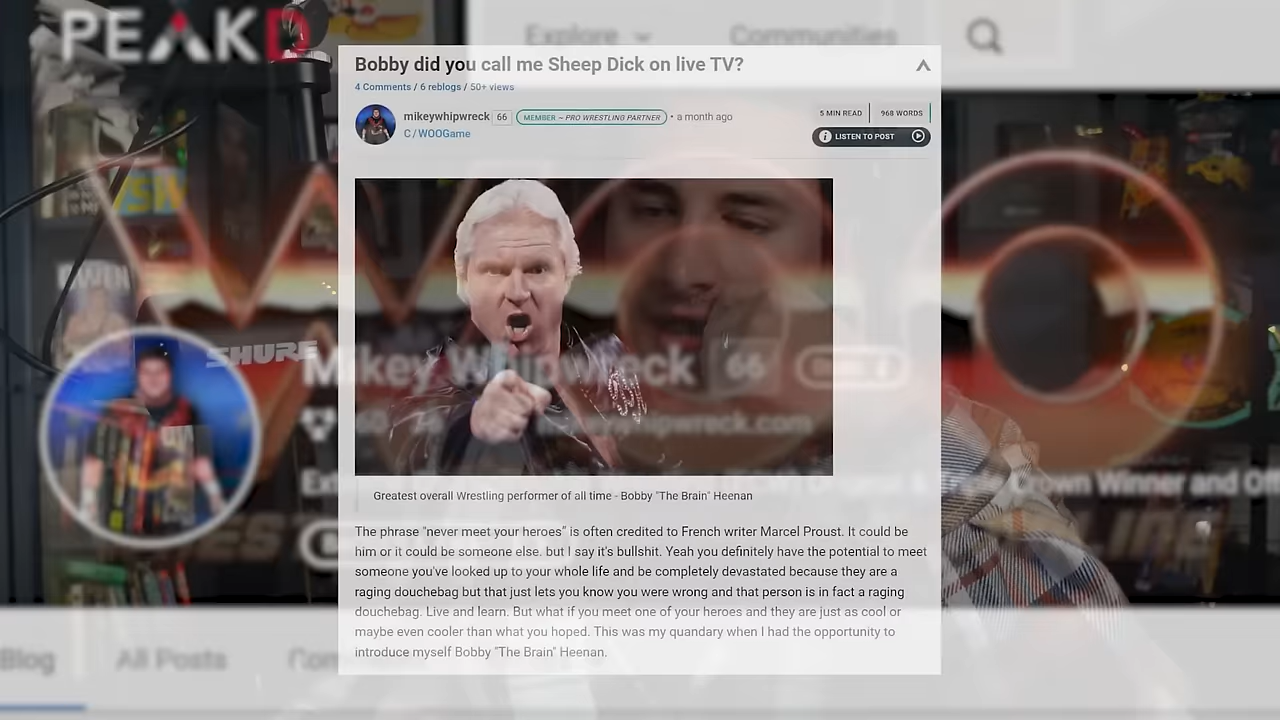 PEAKD
Explore
Communities
Bobby did you call me Sheep Dick on live TV?
4 Comments / 6 reblogs / 50+ views
mikeywhipwreck 66 MEMBER ~ PRO WRESTLING PARTNER • a month ago
C/WOOGame
5 MIN READ
968 WORDS
LISTEN TO POST
SHURE
Mikey Whipwreck 66
mikeywhipwreck.com
Crown Winner and Off
Greatest overall Wrestling performer of all time - Bobby "The Brain" Heenan
The phrase "never meet your heroes" is often credited to French writer Marcel Proust. It could be
him or it could be someone else. but I say it's bullshit. Yeah you definitely have the potential to meet
someone you've looked up to your whole life and be completely devastated because they are a
raging douchebag but that just lets you know you were wrong and that person is in fact a raging
douchebag. Live and learn. But what if you meet one of your heroes and they are just as cool or
maybe even cooler than what you hoped. This was my quandary when I had the opportunity to
introduce myself Bobby "The Brain" Heenan.
Blog
All Posts